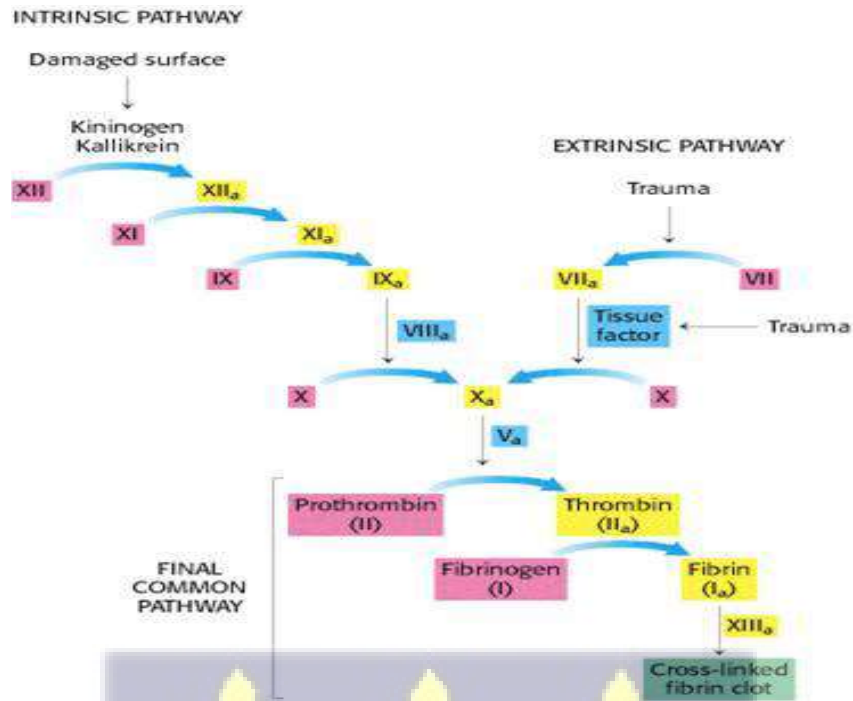 INTRINSIC PATHWAY
Damaged surface
Kininogen
Kallikrein
EXTRINSIC PATHWAY
Trauma
XII
XIIa
XI
XIa
IX
IXa
VIIa
VII
VIIIa
Tissue
factor
Trauma
X
Xa
X
Va
Prothrombin
(II)
Thrombin
(IIa)
FINAL
COMMON
PATHWAY
Fibrinogen
(I)
Fibrin
(Ia)
XIIIa
Cross-linked
fibrin clot